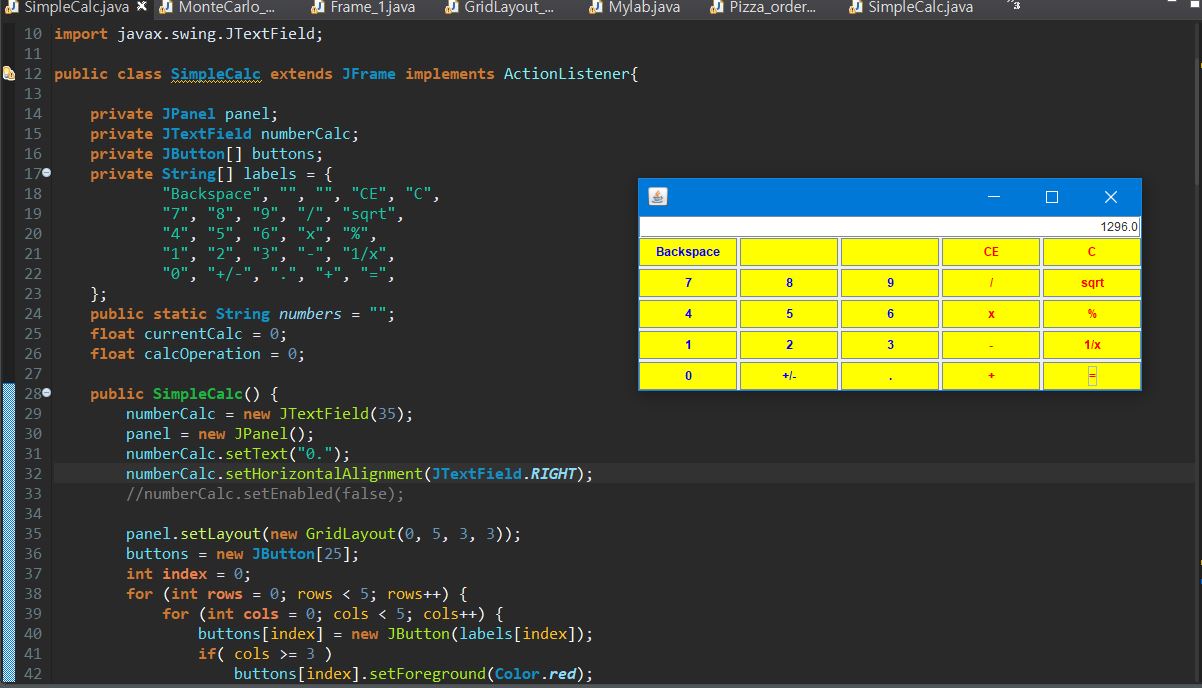 SimpleCalc.java MonteCarlo_... Frame_1.java GridLayout_... Mylab.java Pizza_order... SimpleCalc.java 3
10 import javax.swing.JTextField;
11
12 public class SimpleCalc extends JFrame implements ActionListener{
13
14 private JPanel panel;
15 private JTextField numberCalc;
16 private JButton[] buttons;
17 private String[] labels = {
18 "Backspace", "", "", "CE", "C",
19 "7", "8", "9", "/", "sqrt",
20 "4", "5", "6", "x", "%",
21 "1", "2", "3", "-", "1/x",
22 "0", "+/-", ".", "+", "=",
23 };
24 public static String numbers = "";
25 float currentCalc = 0;
26 float calcOperation = 0;
27
28 public SimpleCalc() {
29 numberCalc = new JTextField(35);
30 panel = new JPanel();
31 numberCalc.setText("0.");
32 numberCalc.setHorizontalAlignment(JTextField.RIGHT);
33 //numberCalc.setEnabled(false);
34
35 panel.setLayout(new GridLayout(0, 5, 3, 3));
36 buttons = new JButton[25];
37 int index = 0;
38 for (int rows = 0; rows < 5; rows++) {
39 for (int cols = 0; cols < 5; cols++) {
40 buttons[index] = new JButton(labels[index]);
41 if( cols >= 3 )
42 buttons[index].setForeground(Color.red);
1296.0
Backspace CE C
7 8 9 / sqrt
4 5 6 x %
1 2 3 - 1/x
0 +/- . + =